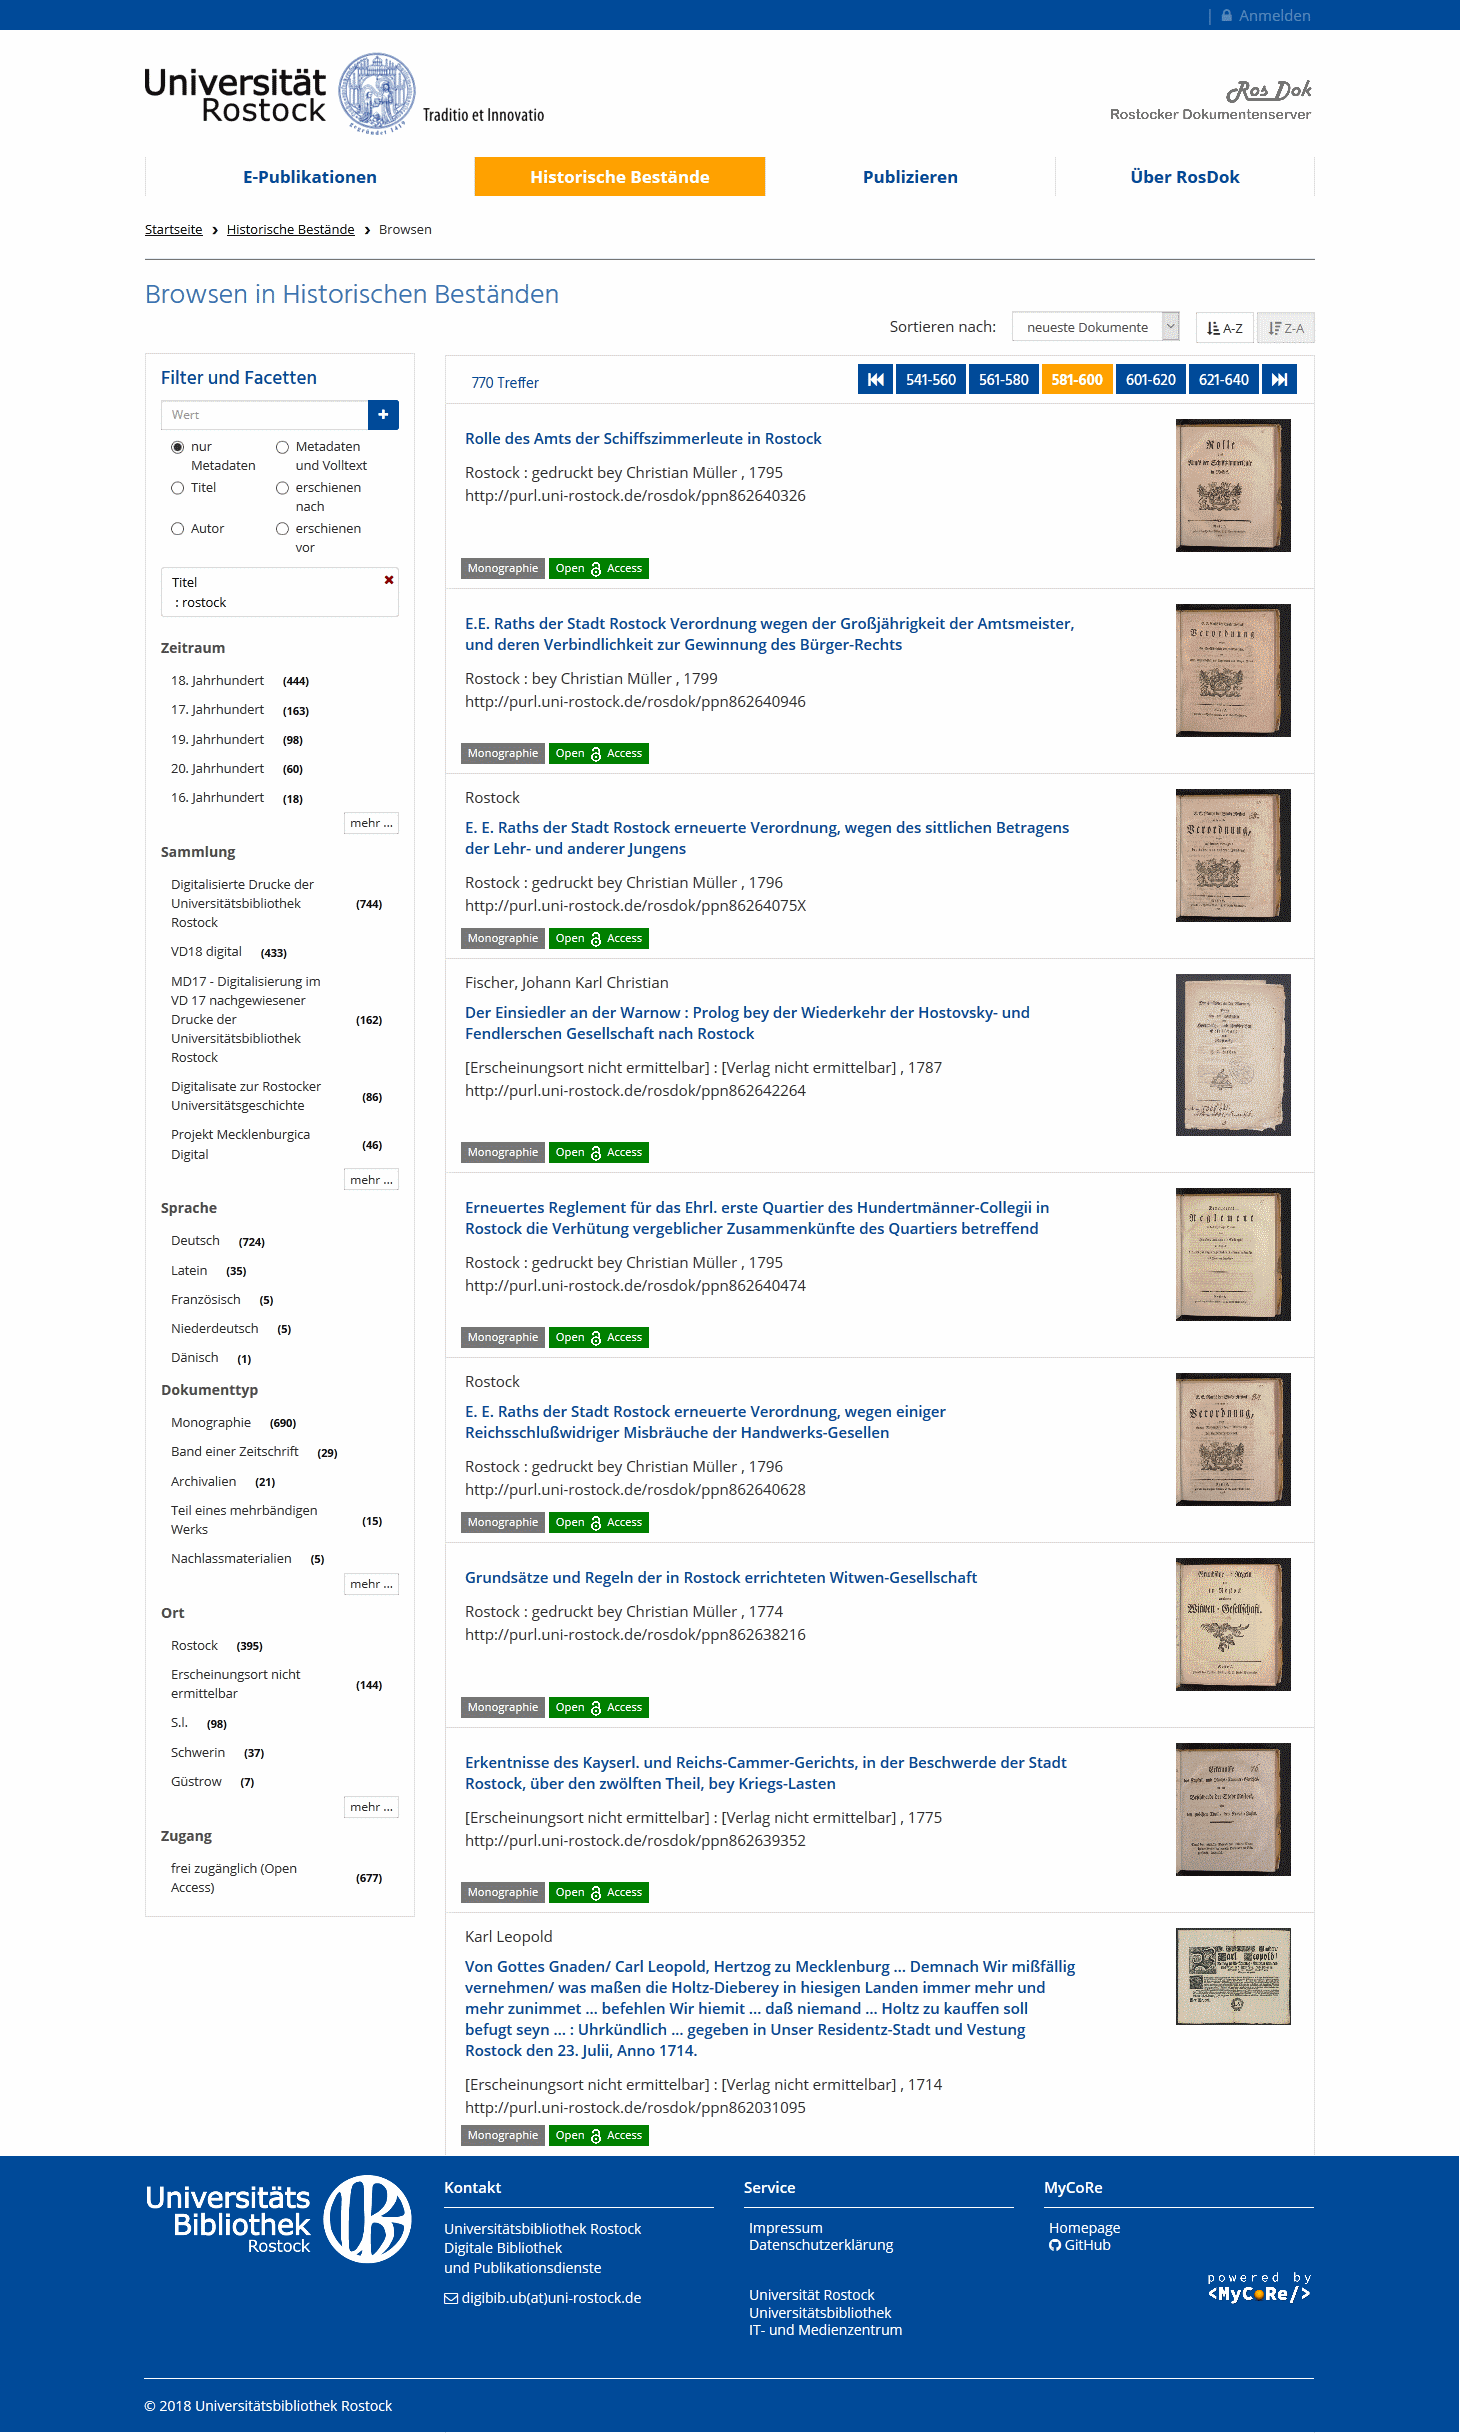 | Anmelden
Universität
Rostock
Traditio et Innovatio
Ros Dok
Rostocker Dokumentenserver
E-Publikationen
Historische Bestände
Publizieren
Über RosDok
Startseite › Historische Bestände › Browsen
Browsen in Historischen Beständen
Sortieren nach: neueste Dokumente A-Z Z-A
Filter und Facetten
Wert
nur Metadaten
Metadaten und Volltext
Titel
erschienen nach
Autor
erschienen vor
Titel
: rostock
Zeitraum
18. Jahrhundert (444)
17. Jahrhundert (163)
19. Jahrhundert (98)
20. Jahrhundert (60)
16. Jahrhundert (18)
mehr ...
Sammlung
Digitalisierte Drucke der
Universitätsbibliothek (744)
Rostock
VD18 digital (433)
MD17 - Digitalisierung im
VD 17 nachgewiesener
Drucke der (162)
Universitätsbibliothek
Rostock
Digitalisate zur Rostocker
Universitätsgeschichte (86)
Projekt Mecklenburgica
Digital (46)
mehr ...
Sprache
Deutsch (724)
Latein (35)
Französisch (5)
Niederdeutsch (5)
Dänisch (1)
Dokumenttyp
Monographie (690)
Band einer Zeitschrift (29)
Archivalien (21)
Teil eines mehrbändigen
Werks (15)
Nachlassmaterialien (5)
mehr ...
Ort
Rostock (395)
Erscheinungsort nicht
ermittelbar (144)
S.l. (98)
Schwerin (37)
Güstrow (7)
mehr ...
Zugang
frei zugänglich (Open
Access) (677)
770 Treffer
541-560 561-580 581-600 601-620 621-640
Rolle des Amts der Schiffszimmerleute in Rostock
Rostock : gedruckt bey Christian Müller , 1795
http://purl.uni-rostock.de/rosdok/ppn862640326
Monographie Open Access
E.E. Raths der Stadt Rostock Verordnung wegen der Großjährigkeit der Amtsmeister,
und deren Verbindlichkeit zur Gewinnung des Bürger-Rechts
Rostock : bey Christian Müller , 1799
http://purl.uni-rostock.de/rosdok/ppn862640946
Monographie Open Access
Rostock
E. E. Raths der Stadt Rostock erneuerte Verordnung, wegen des sittlichen Betragens
der Lehr- und anderer Jungens
Rostock : gedruckt bey Christian Müller , 1796
http://purl.uni-rostock.de/rosdok/ppn86264075X
Monographie Open Access
Fischer, Johann Karl Christian
Der Einsiedler an der Warnow : Prolog bey der Wiederkehr der Hostovsky- und
Fendlerschen Gesellschaft nach Rostock
[Erscheinungsort nicht ermittelbar] : [Verlag nicht ermittelbar] , 1787
http://purl.uni-rostock.de/rosdok/ppn862642264
Monographie Open Access
Erneuertes Reglement für das Ehrl. erste Quartier des Hundertmänner-Collegii in
Rostock die Verhütung vergeblicher Zusammenkünfte des Quartiers betreffend
Rostock : gedruckt bey Christian Müller , 1795
http://purl.uni-rostock.de/rosdok/ppn862640474
Monographie Open Access
Rostock
E. E. Raths der Stadt Rostock erneuerte Verordnung, wegen einiger
Reichsschlußwidriger Misbräuche der Handwerks-Gesellen
Rostock : gedruckt bey Christian Müller , 1796
http://purl.uni-rostock.de/rosdok/ppn862640628
Monographie Open Access
Grundsätze und Regeln der in Rostock errichteten Witwen-Gesellschaft
Rostock : gedruckt bey Christian Müller , 1774
http://purl.uni-rostock.de/rosdok/ppn862638216
Monographie Open Access
Erkentnisse des Kayserl. und Reichs-Cammer-Gerichts, in der Beschwerde der Stadt
Rostock, über den zwölften Theil, bey Kriegs-Lasten
[Erscheinungsort nicht ermittelbar] : [Verlag nicht ermittelbar] , 1775
http://purl.uni-rostock.de/rosdok/ppn862639352
Monographie Open Access
Karl Leopold
Von Gottes Gnaden/ Carl Leopold, Hertzog zu Mecklenburg ... Demnach Wir mißfällig
vernehmen/ was maßen die Holtz-Dieberey in hiesigen Landen immer mehr und
mehr zunimmet ... befehlen Wir hiemit ... daß niemand ... Holtz zu kauffen soll
befugt seyn ... : Uhrkündlich ... gegeben in Unser Residentz-Stadt und Vestung
Rostock den 23. Julii, Anno 1714.
[Erscheinungsort nicht ermittelbar] : [Verlag nicht ermittelbar] , 1714
http://purl.uni-rostock.de/rosdok/ppn862031095
Monographie Open Access
Universitäts
Bibliothek
Rostock
Kontakt
Universitätsbibliothek Rostock
Digitale Bibliothek
und Publikationsdienste
digibib.ub(at)uni-rostock.de
Service
Impressum
Datenschutzerklärung
Universität Rostock
Universitätsbibliothek
IT- und Medienzentrum
MyCoRe
Homepage
GitHub
powered by
<MyCoRe/>
© 2018 Universitätsbibliothek Rostock